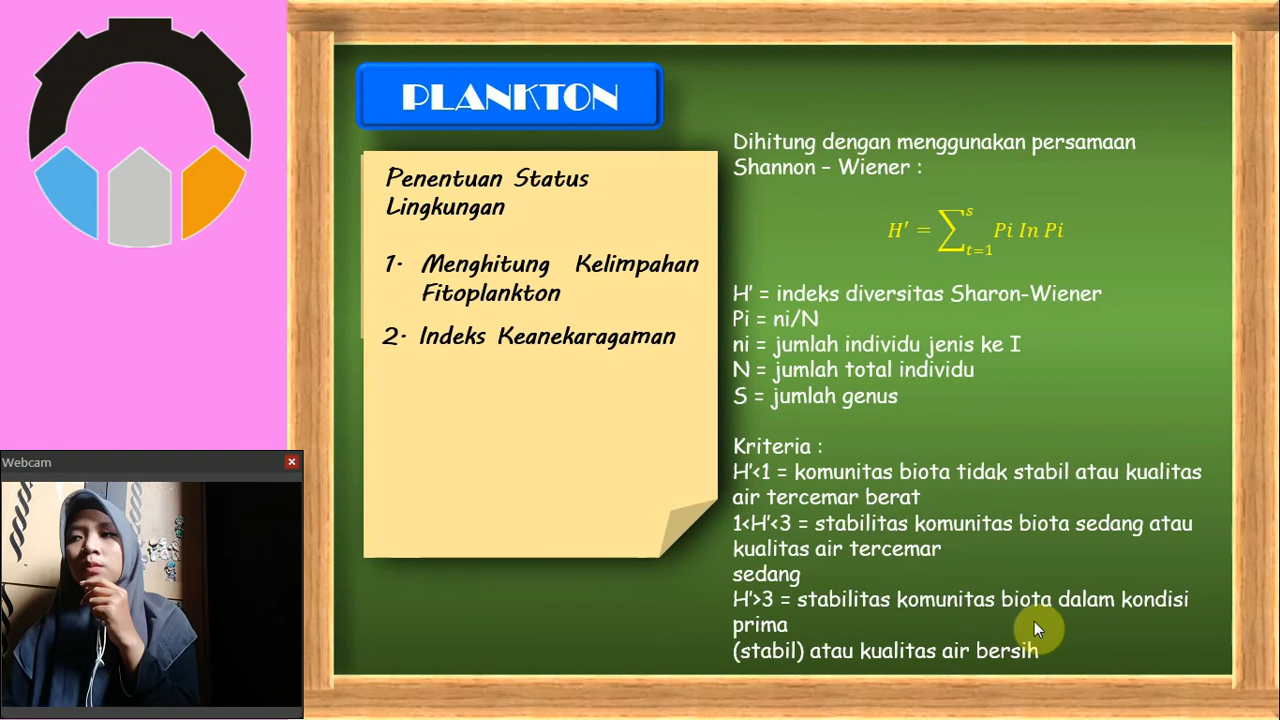 PLANKTON
Penentuan Status
Lingkungan
1. Menghitung Kelimpahan
Fitoplankton
2. Indeks Keanekaragaman
Dihitung dengan menggunakan persamaan
Shannon – Wiener :
H′ = ∑ₜ₌₁ˢ Pi In Pi
H’ = indeks diversitas Sharon-Wiener
Pi = ni/N
ni = jumlah individu jenis ke I
N = jumlah total individu
S = jumlah genus
Kriteria :
H’<1 = komunitas biota tidak stabil atau kualitas
air tercemar berat
1<H’<3 = stabilitas komunitas biota sedang atau
kualitas air tercemar
sedang
H’>3 = stabilitas komunitas biota dalam kondisi
prima
(stabil) atau kualitas air bersih
Webcam